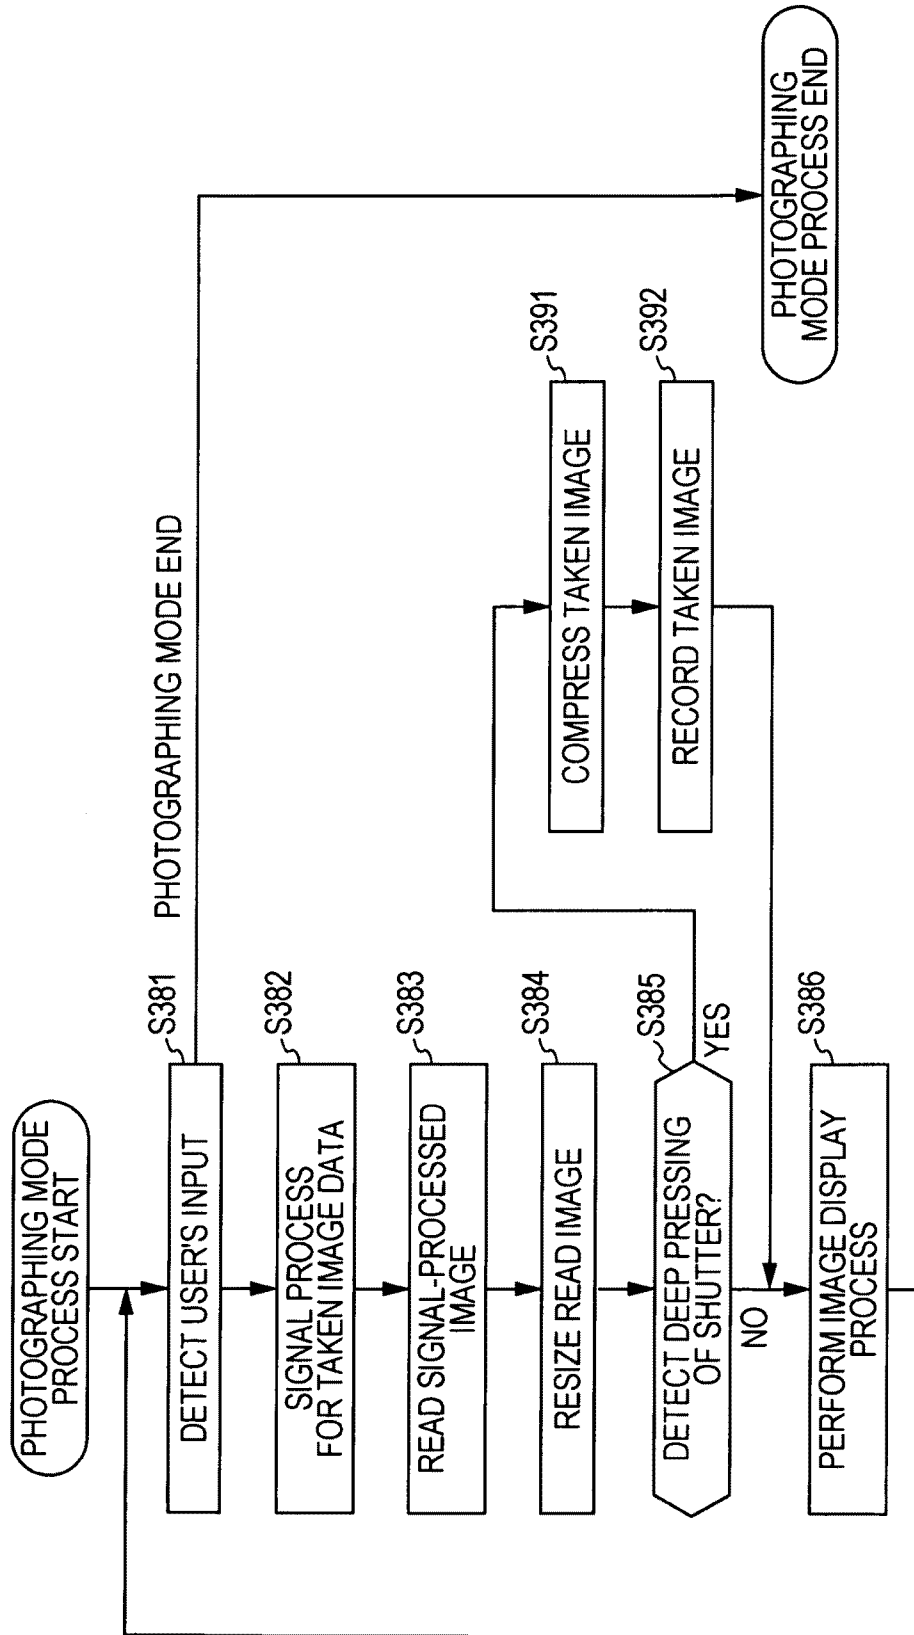 PHOTOGRAPHING MODE
PROCESS START
S381
DETECT USER'S INPUT
PHOTOGRAPHING MODE END
S382
SIGNAL PROCESS
FOR TAKEN IMAGE DATA
S383
READ SIGNAL-PROCESSED
IMAGE
S384
RESIZE READ IMAGE
S385
DETECT DEEP PRESSING
OF SHUTTER?
YES
NO
S391
COMPRESS TAKEN IMAGE
S392
RECORD TAKEN IMAGE
S386
PERFORM IMAGE DISPLAY
PROCESS
PHOTOGRAPHING
MODE PROCESS END